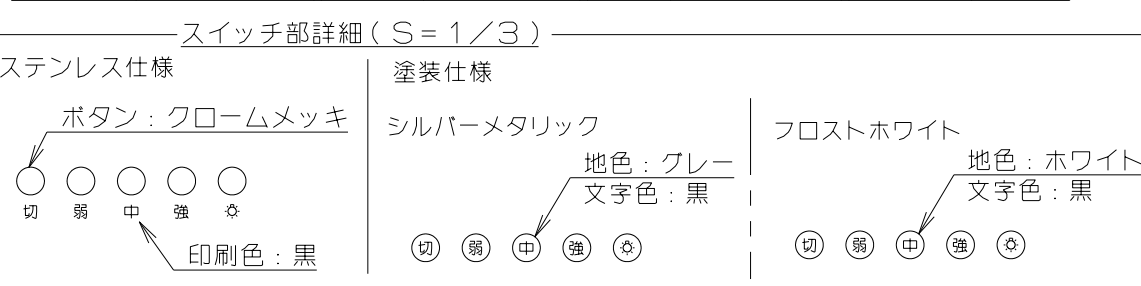 スイッチ部詳細(S=1/3)
ステンレス仕様
ボタン:クロームメッキ
切 弱 中 強
印刷色:黒
塗装仕様
シルバーメタリック
地色:グレー
文字色:黒
切 弱 中 強
フロストホワイト
地色:ホワイト
文字色:黒
切 弱 中 強